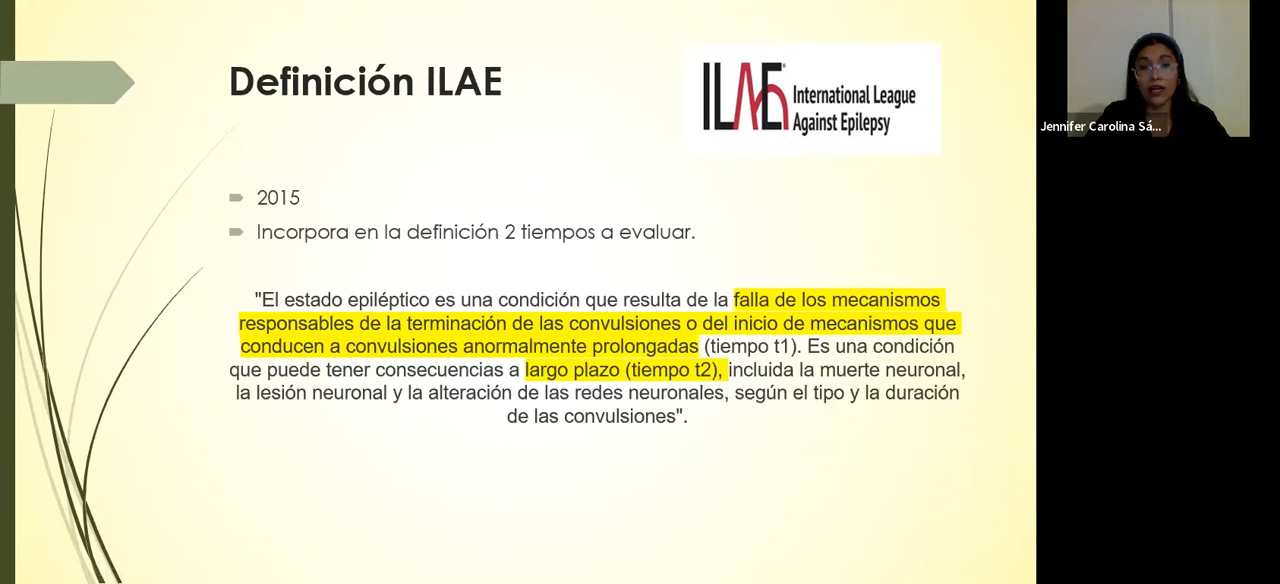 Definición ILAE
ILAE
International League
Against Epilepsy
2015
Incorpora en la definición 2 tiempos a evaluar.
"El estado epiléptico es una condición que resulta de la falla de los mecanismos
responsables de la terminación de las convulsiones o del inicio de mecanismos que
conducen a convulsiones anormalmente prolongadas (tiempo t1). Es una condición
que puede tener consecuencias a largo plazo (tiempo t2), incluida la muerte neuronal,
la lesión neuronal y la alteración de las redes neuronales, según el tipo y la duración
de las convulsiones".
Jennifer Carolina Sá...